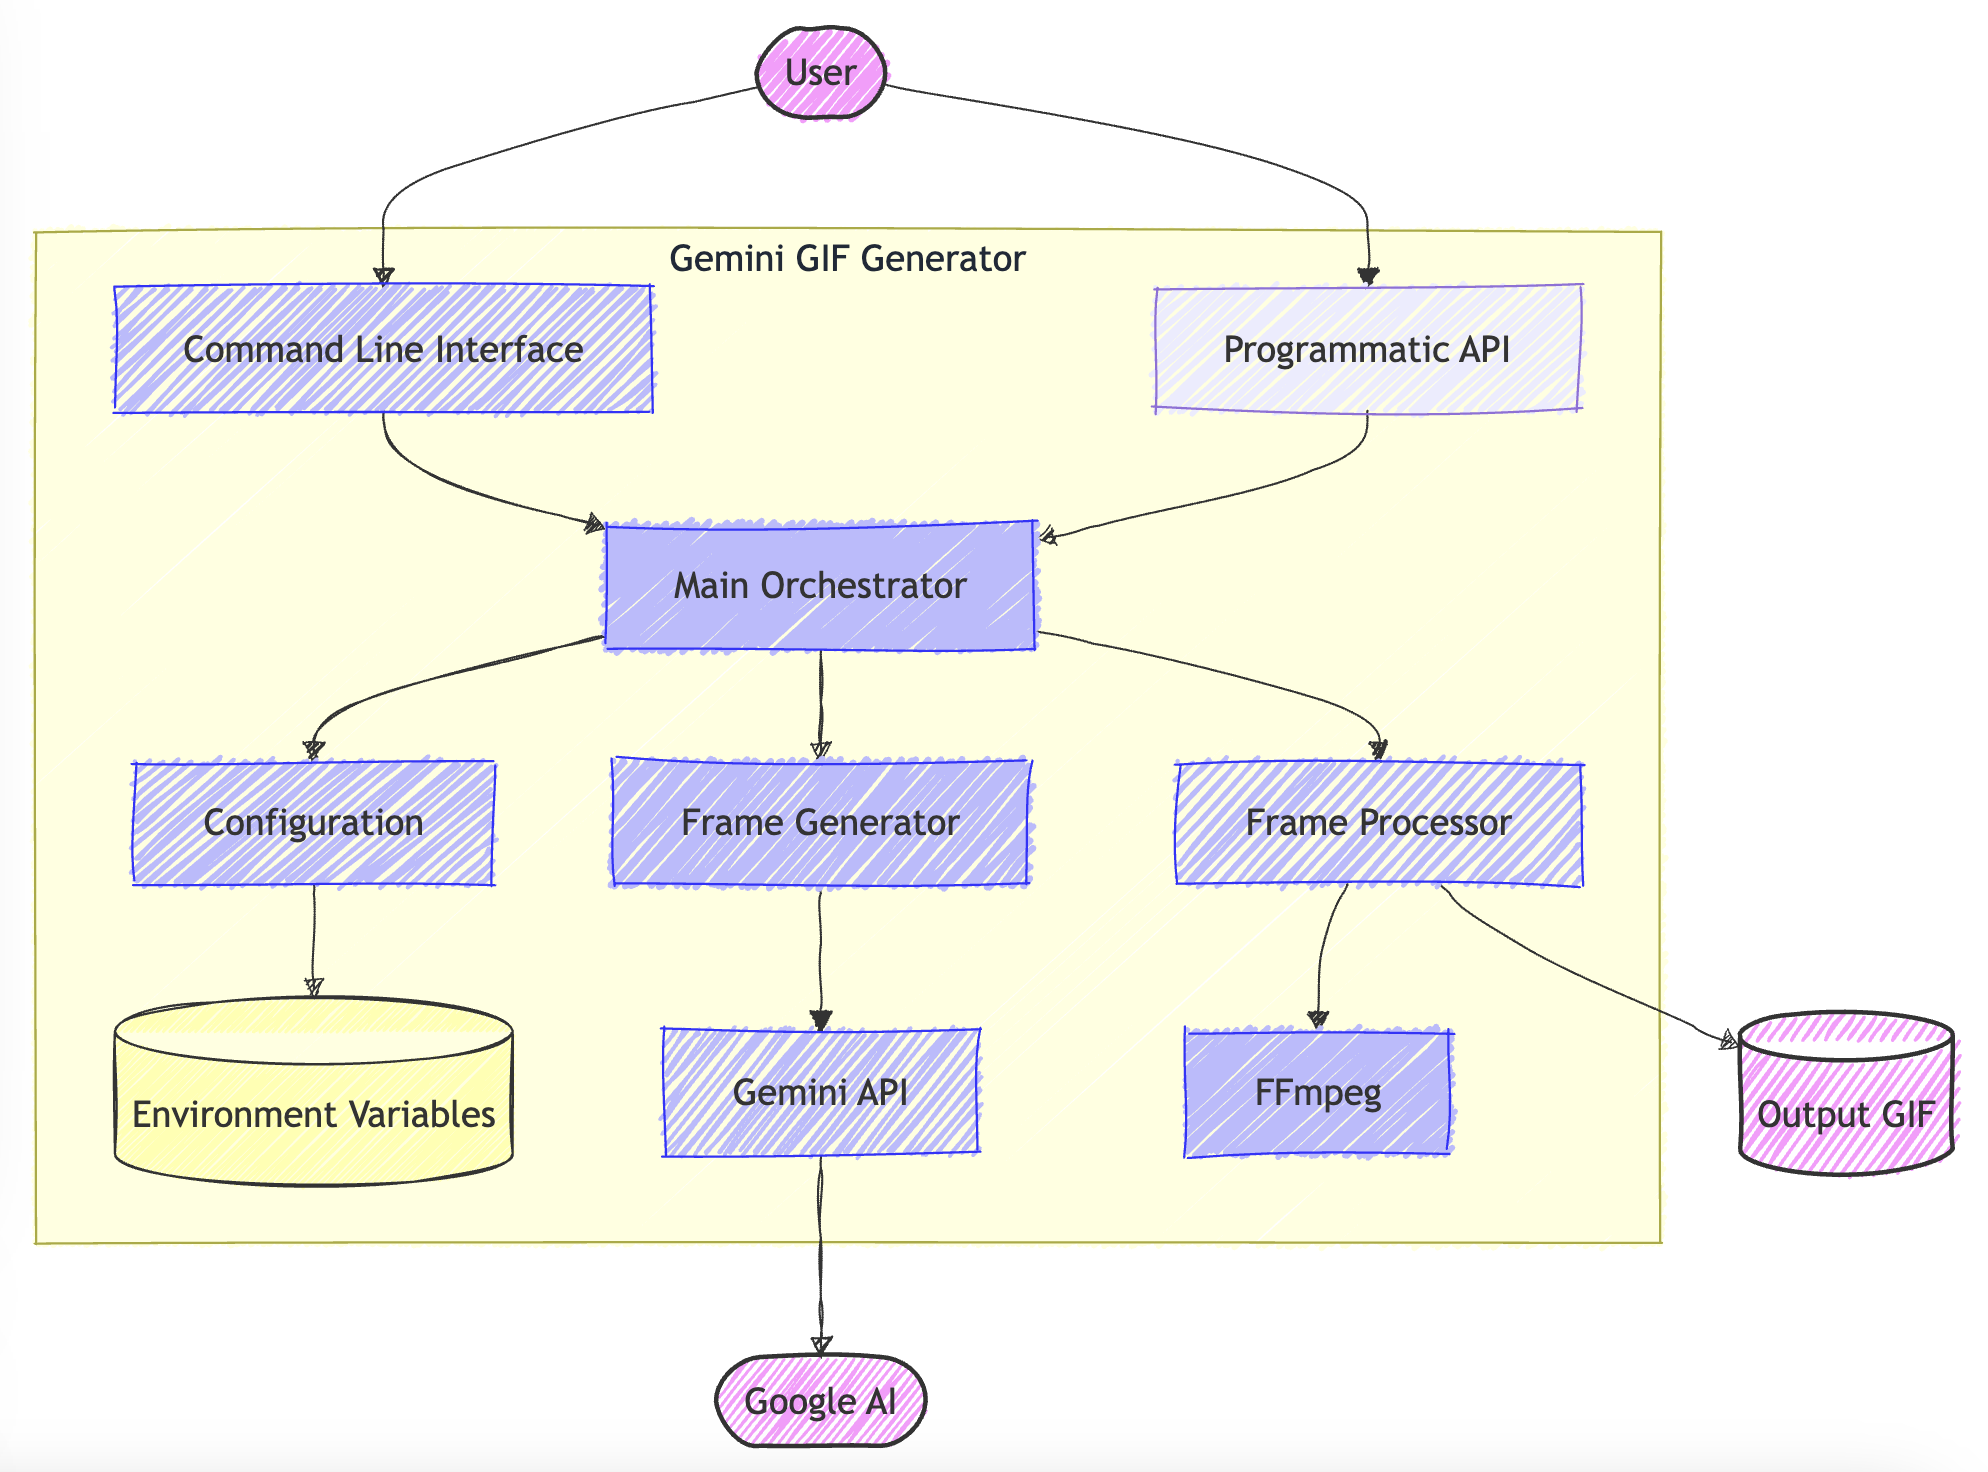 User
Gemini GIF Generator
Command Line Interface
Programmatic API
Main Orchestrator
Configuration
Frame Generator
Frame Processor
Environment Variables
Gemini API
FFmpeg
Output GIF
Google AI